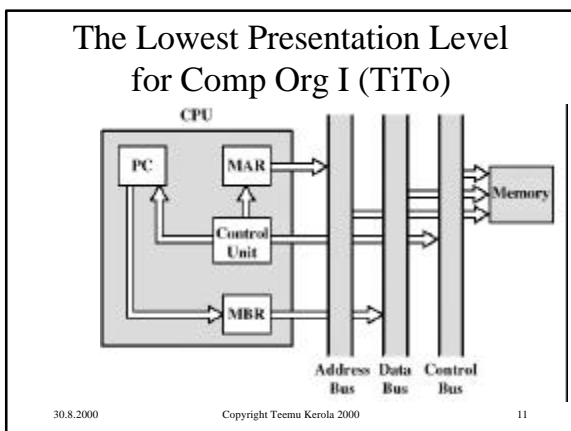 The Lowest Presentation Level
for Comp Org I (TiTo)
CPU
PC
MAR
Memory
Control
Unit
MBR
Address Data Control
Bus Bus Bus
30.8.2000 Copyright Teemu Kerola 2000 11